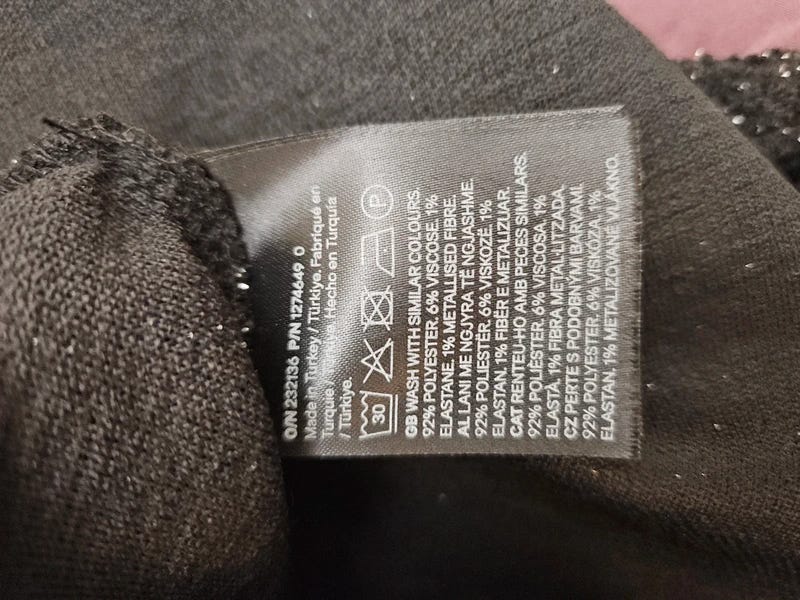 O/N 232136 P/N 1274649 O
Made in Turkey / Türkiye. Fabriqué en
Turquie / Hecho en Turquía
/ Türkiye.
30
P
GB WASH WITH SIMILAR COLOURS.
92% POLYESTER. 6% VISCOSE. 1%
ELASTANE. 1% METALLISED FIBRE.
AL LANI ME NGJYRA TË NGJASHME.
92% POLIESTËR. 6% VISKOZË. 1%
ELASTAN. 1% FIBËR E METALIZUAR.
CAT RENTEU-HO AMB PECES SIMILARS.
92% POLIÈSTER. 6% VISCOSA. 1%
ELASTÀ. 1% FIBRA METAL·LITZADA.
CZ PERTE S PODOBNÝMI BARVAMI.
92% POLYESTER. 6% VISKÓZA. 1%
ELASTAN. 1% METALIZOVANÉ VLÁKNO.